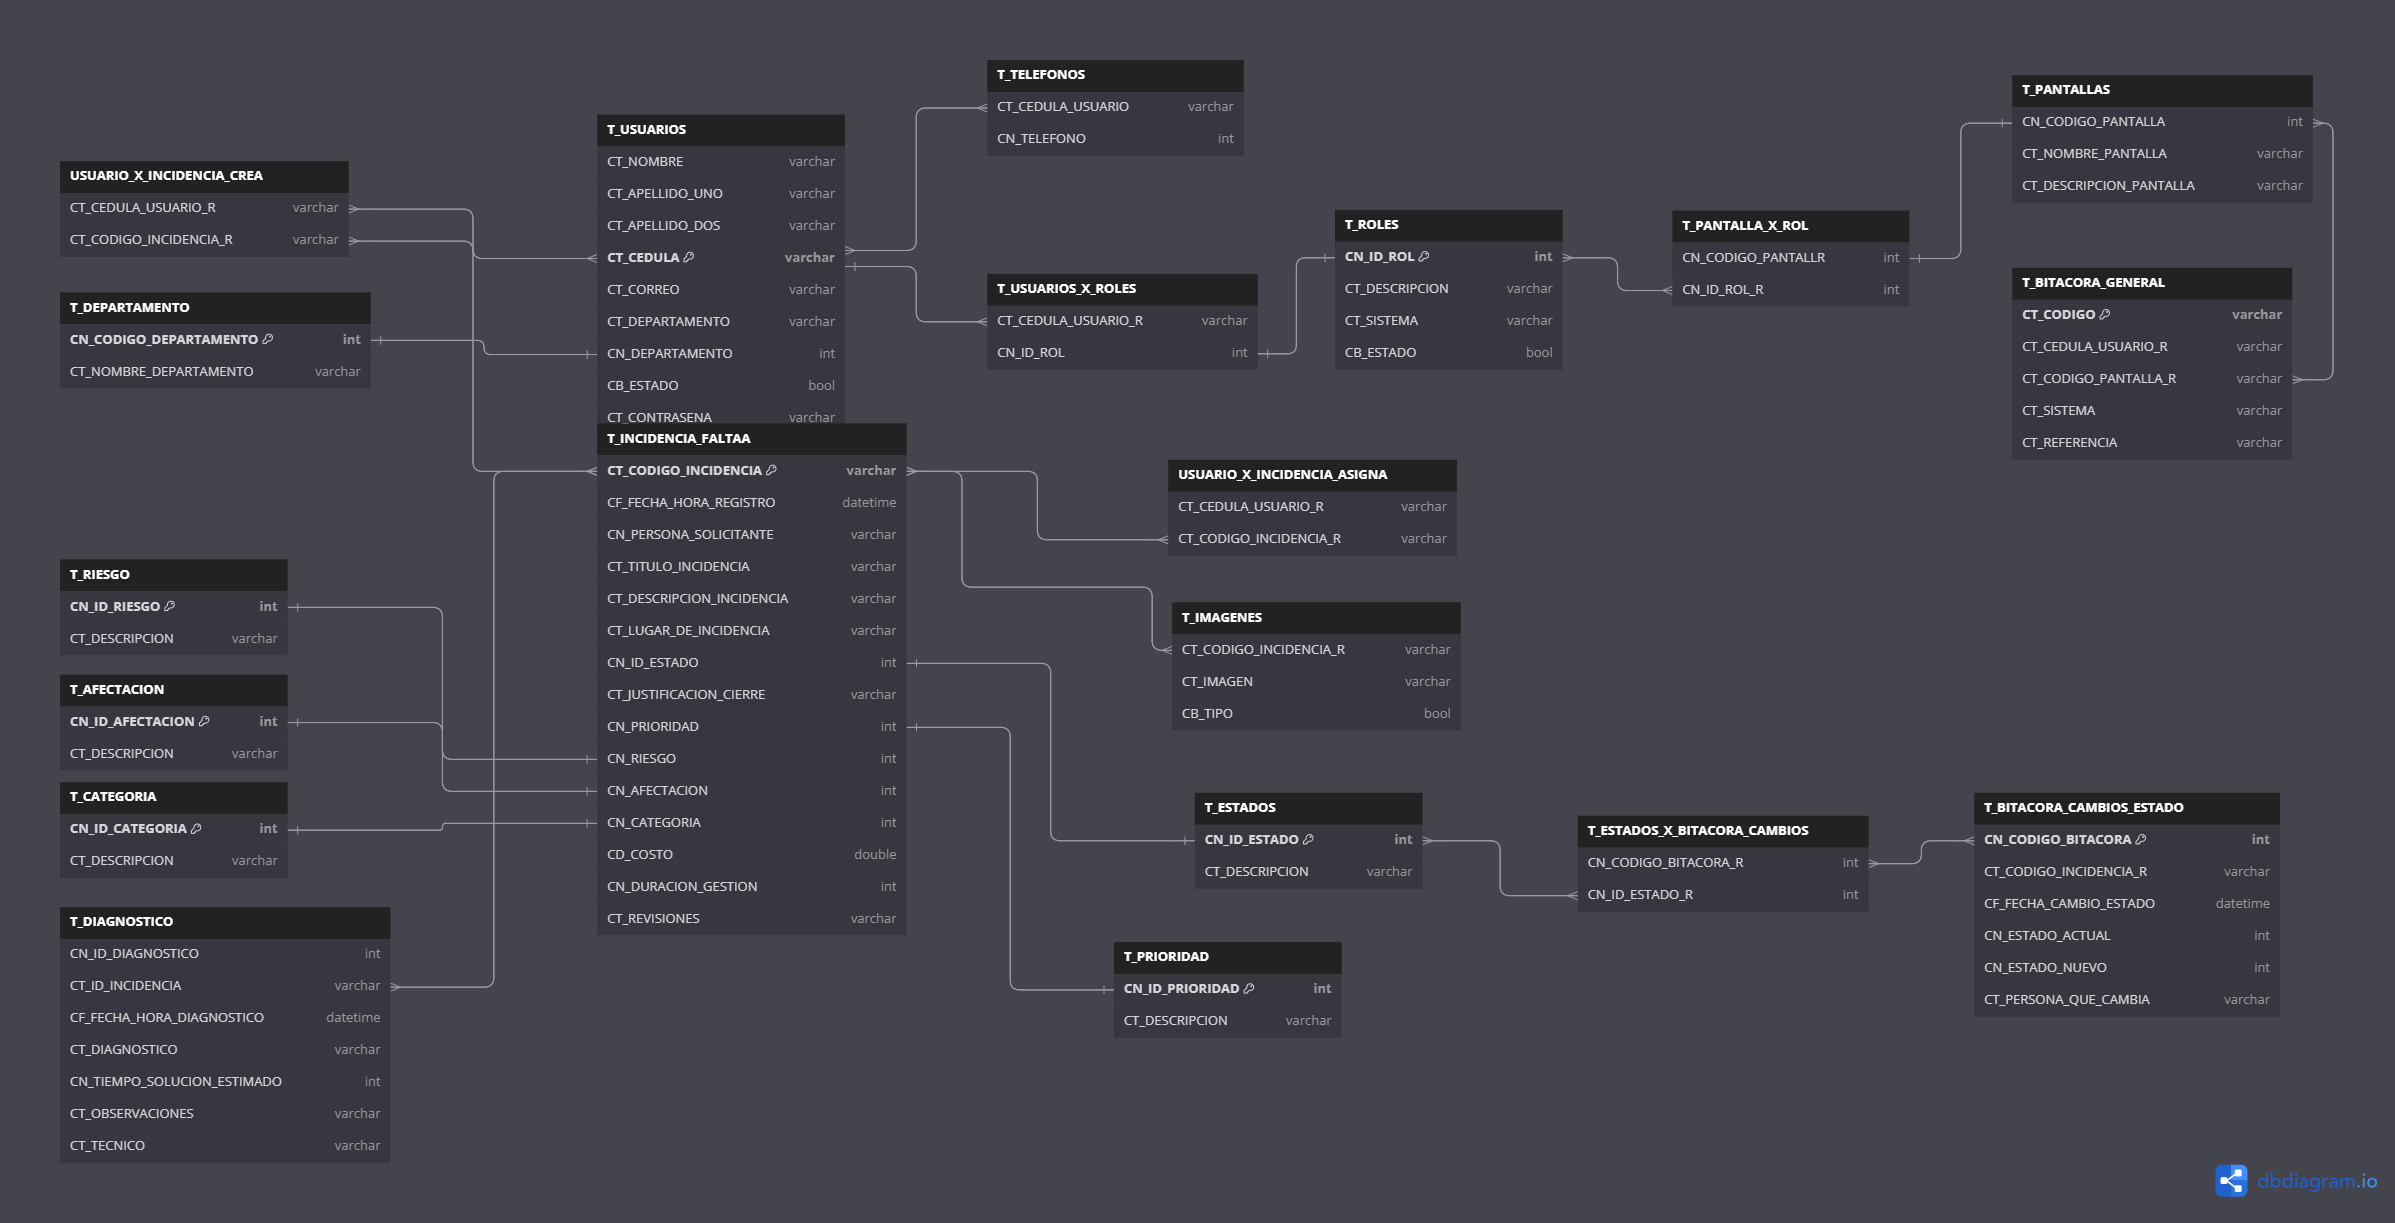 T_TELEFONOS
CT_CEDULA_USUARIO varchar
CN_TELEFONO int
T_PANTALLAS
CN_CODIGO_PANTALLA int
CT_NOMBRE_PANTALLA varchar
CT_DESCRIPCION_PANTALLA varchar
T_USUARIOS
CT_NOMBRE varchar
CT_APELLIDO_UNO varchar
CT_APELLIDO_DOS varchar
CT_CEDULA varchar
CT_CORREO varchar
CT_DEPARTAMENTO varchar
CN_DEPARTAMENTO int
CB_ESTADO bool
CT_CONTRASENA varchar
USUARIO_X_INCIDENCIA_CREA
CT_CEDULA_USUARIO_R varchar
CT_CODIGO_INCIDENCIA_R varchar
T_DEPARTAMENTO
CN_CODIGO_DEPARTAMENTO int
CT_NOMBRE_DEPARTAMENTO varchar
T_USUARIOS_X_ROLES
CT_CEDULA_USUARIO_R varchar
CN_ID_ROL int
T_ROLES
CN_ID_ROL int
CT_DESCRIPCION varchar
CT_SISTEMA varchar
CB_ESTADO bool
T_PANTALLA_X_ROL
CN_CODIGO_PANTALLR int
CN_ID_ROL_R int
T_BITACORA_GENERAL
CT_CODIGO varchar
CT_CEDULA_USUARIO_R varchar
CT_CODIGO_PANTALLA_R varchar
CT_SISTEMA varchar
CT_REFERENCIA varchar
T_INCIDENCIA_FALTAA
CT_CODIGO_INCIDENCIA varchar
CF_FECHA_HORA_REGISTRO datetime
CN_PERSONA_SOLICITANTE varchar
CT_TITULO_INCIDENCIA varchar
CT_DESCRIPCION_INCIDENCIA varchar
CT_LUGAR_DE_INCIDENCIA varchar
CN_ID_ESTADO int
CT_JUSTIFICACION_CIERRE varchar
CN_PRIORIDAD int
CN_RIESGO int
CN_AFECTACION int
CN_CATEGORIA int
CD_COSTO double
CN_DURACION_GESTION int
CT_REVISIONES varchar
USUARIO_X_INCIDENCIA_ASIGNA
CT_CEDULA_USUARIO_R varchar
CT_CODIGO_INCIDENCIA_R varchar
T_IMAGENES
CT_CODIGO_INCIDENCIA_R varchar
CT_IMAGEN varchar
CB_TIPO bool
T_RIESGO
CN_ID_RIESGO int
CT_DESCRIPCION varchar
T_AFECTACION
CN_ID_AFECTACION int
CT_DESCRIPCION varchar
T_CATEGORIA
CN_ID_CATEGORIA int
CT_DESCRIPCION varchar
T_DIAGNOSTICO
CN_ID_DIAGNOSTICO int
CT_ID_INCIDENCIA varchar
CF_FECHA_HORA_DIAGNOSTICO datetime
CT_DIAGNOSTICO varchar
CN_TIEMPO_SOLUCION_ESTIMADO int
CT_OBSERVACIONES varchar
CT_TECNICO varchar
T_ESTADOS
CN_ID_ESTADO int
CT_DESCRIPCION varchar
T_PRIORIDAD
CN_ID_PRIORIDAD int
CT_DESCRIPCION varchar
T_ESTADOS_X_BITACORA_CAMBIOS
CN_CODIGO_BITACORA_R int
CN_ID_ESTADO_R int
T_BITACORA_CAMBIOS_ESTADO
CN_CODIGO_BITACORA int
CT_CODIGO_INCIDENCIA_R varchar
CF_FECHA_CAMBIO_ESTADO datetime
CN_ESTADO_ACTUAL int
CN_ESTADO_NUEVO int
CT_PERSONA_QUE_CAMBIA varchar
dbdiagram.io